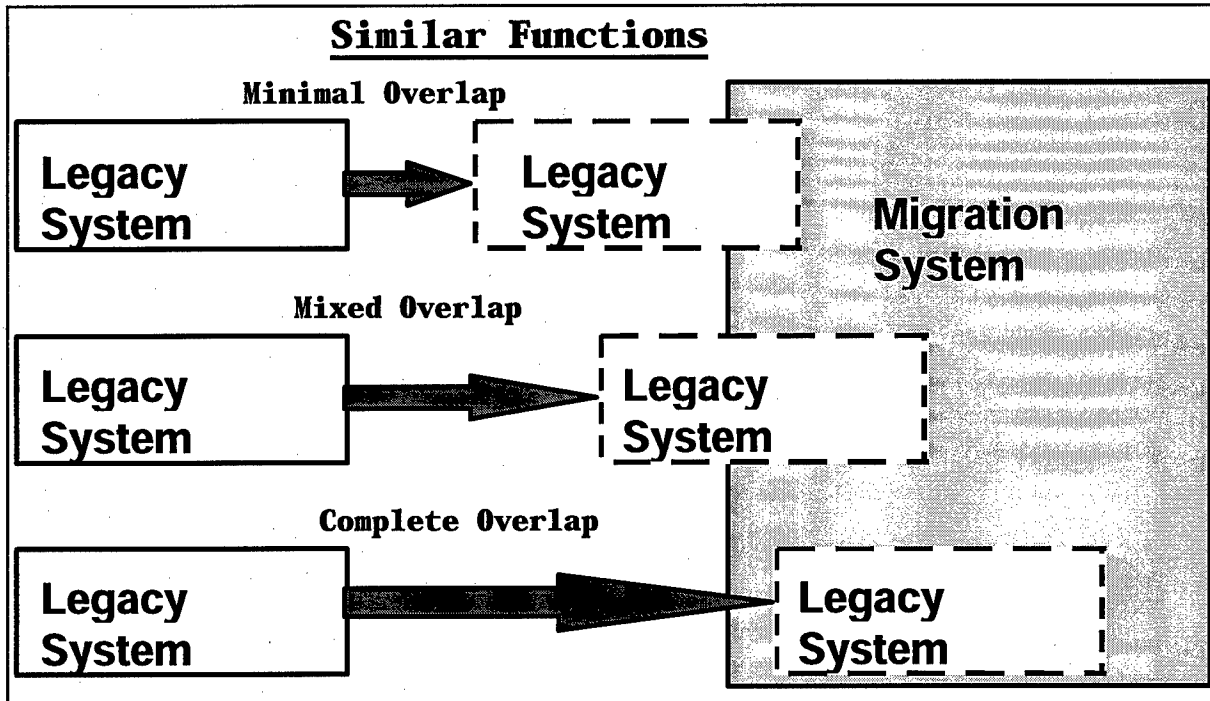 Similar Functions
Minimal Overlap
Legacy
System
Legacy
System
Migration
System
Mixed Overlap
Legacy
System
Legacy
System
Complete Overlap
Legacy
System
Legacy
System